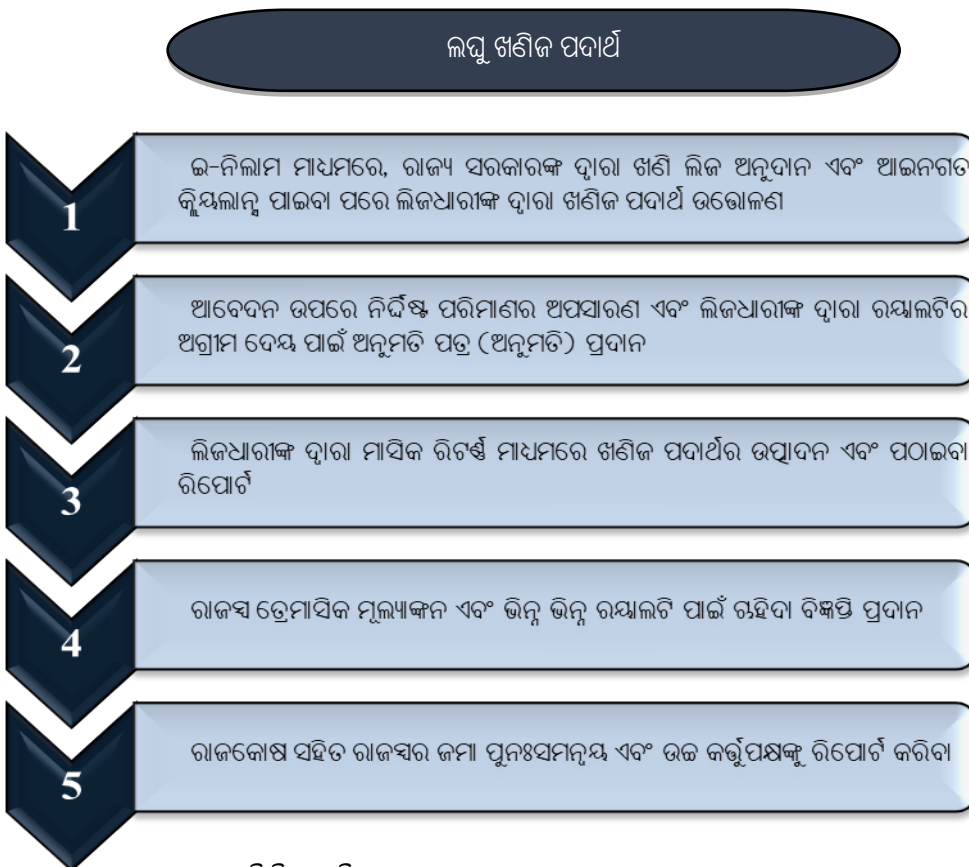 ଲଘୁ ଖଣିଜ ପଦାର୍ଥ
1
ଇ-ନିଲାମ ମାଧ୍ୟମରେ, ରାଜ୍ୟ ସରକାରଙ୍କ ଦ୍ୱାରା ଖଣି ଲିଜ ଅନୁଦାନ ଏବଂ ଆଇନଗତ
କ୍ଲିୟଲାନ୍ସ ପାଇବା ପରେ ଲିଜଧାରୀଙ୍କ ଦ୍ୱାରା ଖଣିଜ ପଦାର୍ଥ ଉତ୍ତୋଳଣ
2
ଆବେଦନ ଉପରେ ନିର୍ଦ୍ଦିଷ୍ଟ ପରିମାଣର ଅପସାରଣ ଏବଂ ଲିଜଧାରୀଙ୍କ ଦ୍ୱାରା ରୟାଲଟିର
ଅଗ୍ରୀମ ଦେୟ ପାଇଁ ଅନୁମତି ପତ୍ର (ଅନୁମତି) ପ୍ରଦାନ
3
ଲିଜଧାରୀଙ୍କ ଦ୍ୱାରା ମାସିକ ରିଟର୍ଣ୍ଣ ମାଧ୍ୟମରେ ଖଣିଜ ପଦାର୍ଥର ଉତ୍ପାଦନ ଏବଂ ପଠାଇବା
ରିପୋର୍ଟ
4
ରାଜସ୍ୱ ତ୍ରେମାସିକ ମୂଲ୍ୟାଙ୍କନ ଏବଂ ଭିନ୍ନ ଭିନ୍ନ ରୟାଲଟି ପାଇଁ ଚାହିଦା ବିଜ୍ଞପ୍ତି ପ୍ରଦାନ
5
ରାଜକୋଷ ସହିତ ରାଜସ୍ୱର ଜମା ପୁନଃସମନ୍ୱୟ ଏବଂ ଉଚ୍ଚ କର୍ତ୍ତୁପକ୍ଷଙ୍କୁ ରିପୋର୍ଟ କରିବା